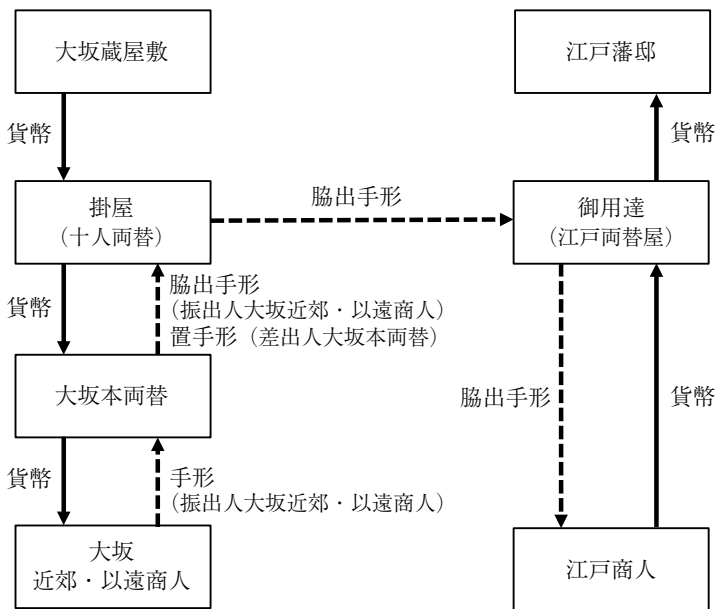 大坂蔵屋敷
江戸藩邸
貨幣
貨幣
掛屋
（十人両替）
脇出手形
御用達
（江戸両替屋）
貨幣
脇出手形
（振出人大坂近郊・以遠商人）
置手形（差出人大坂本両替）
大坂本両替
脇出手形
貨幣
貨幣
手形
（振出人大坂近郊・以遠商人）
大坂
近郊・以遠商人
江戸商人